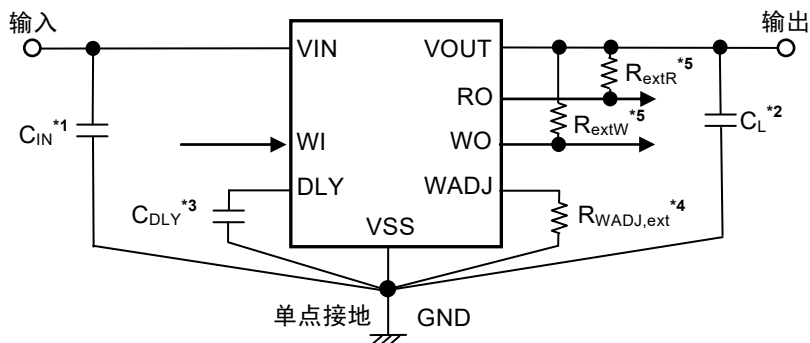 输入
输出
VIN
VOUT
RextR*5
RO
RextW*5
CIN*1
CL*2
WI
WO
DLY
WADJ
CDLY*3
RWADJ,ext*4
VSS
单点接地
GND